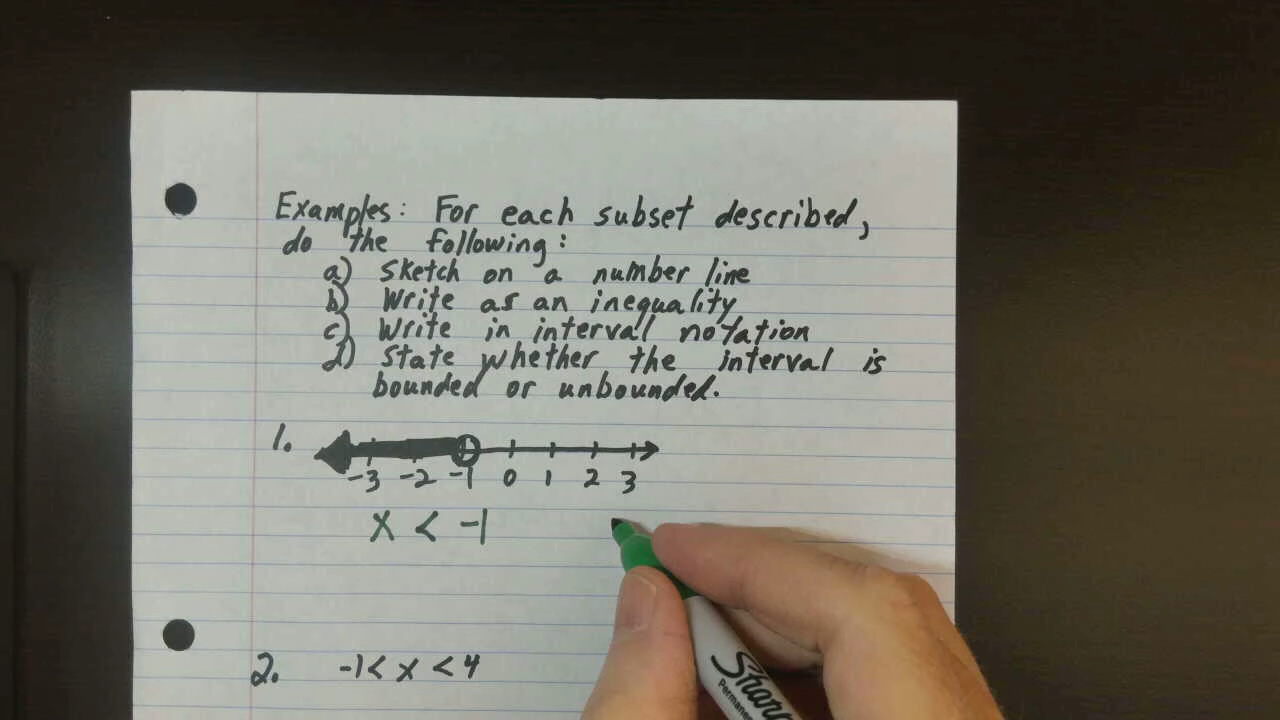 Examples: For each subset described,
do the following:
a) sketch on a number line
b) Write as an inequality
c) Write in interval notation
d) state whether the interval is
bounded or unbounded.
1.
-3 -2 -1 0 1 2 3
x < -1
2. -1 < x < 4